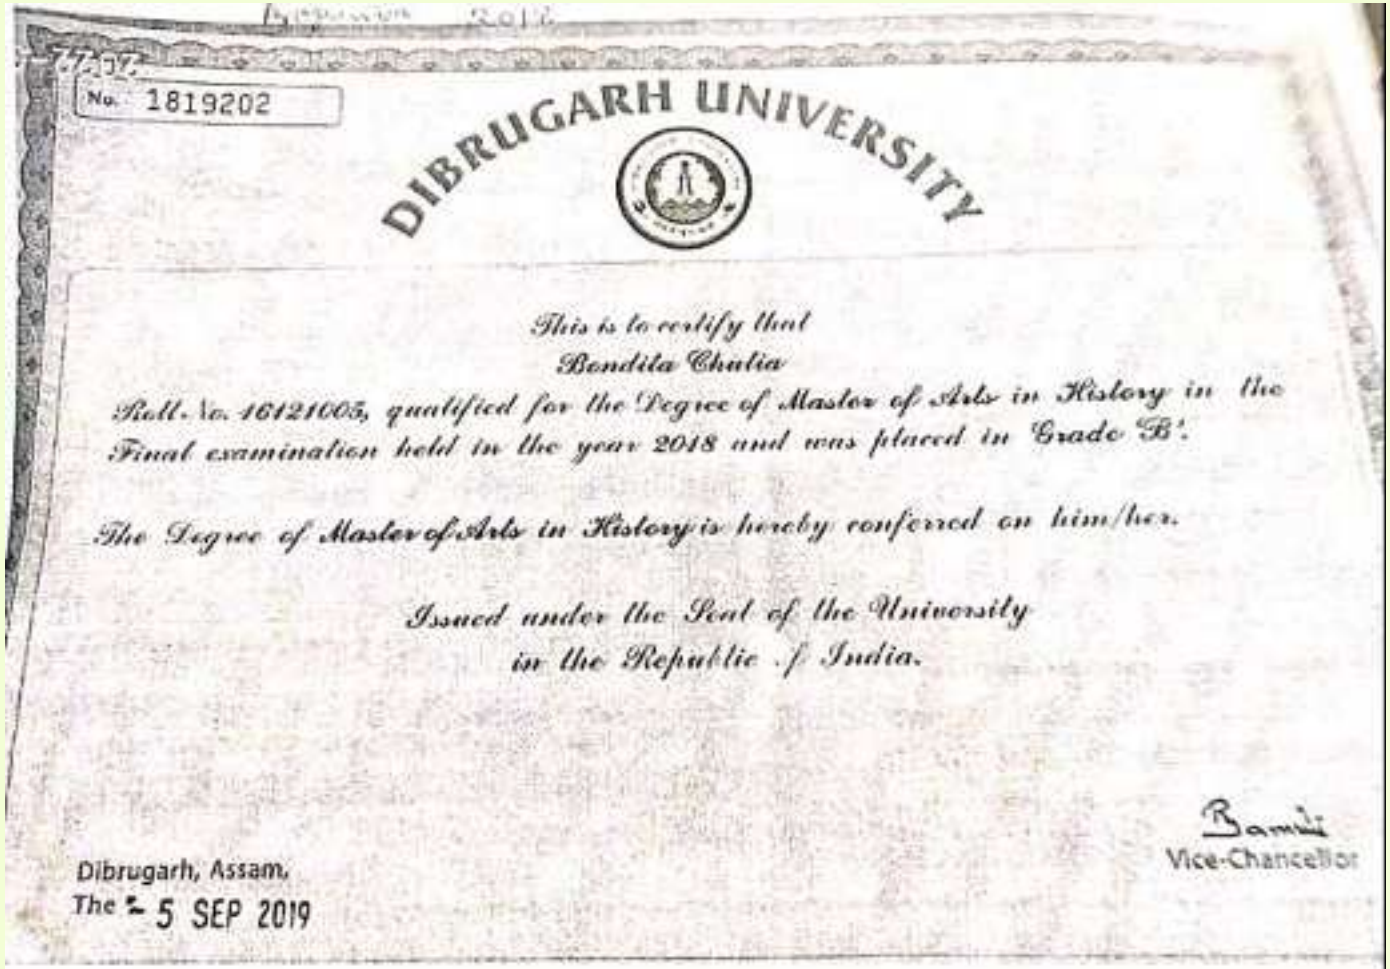 2018
No. 1819202
DIBRUGARH UNIVERSITY
This is to certify that
Bondita Chutia
Roll No. 16121005, qualified for the Degree of Master of Arts in History in the
Final examination held in the year 2018 and was placed in Grade 'B'.
The Degree of Master of Arts in History is hereby conferred on him/her.
Issued under the Seal of the University
in the Republic of India.
Vice-Chancellor
Dibrugarh, Assam,
The - 5 SEP 2019